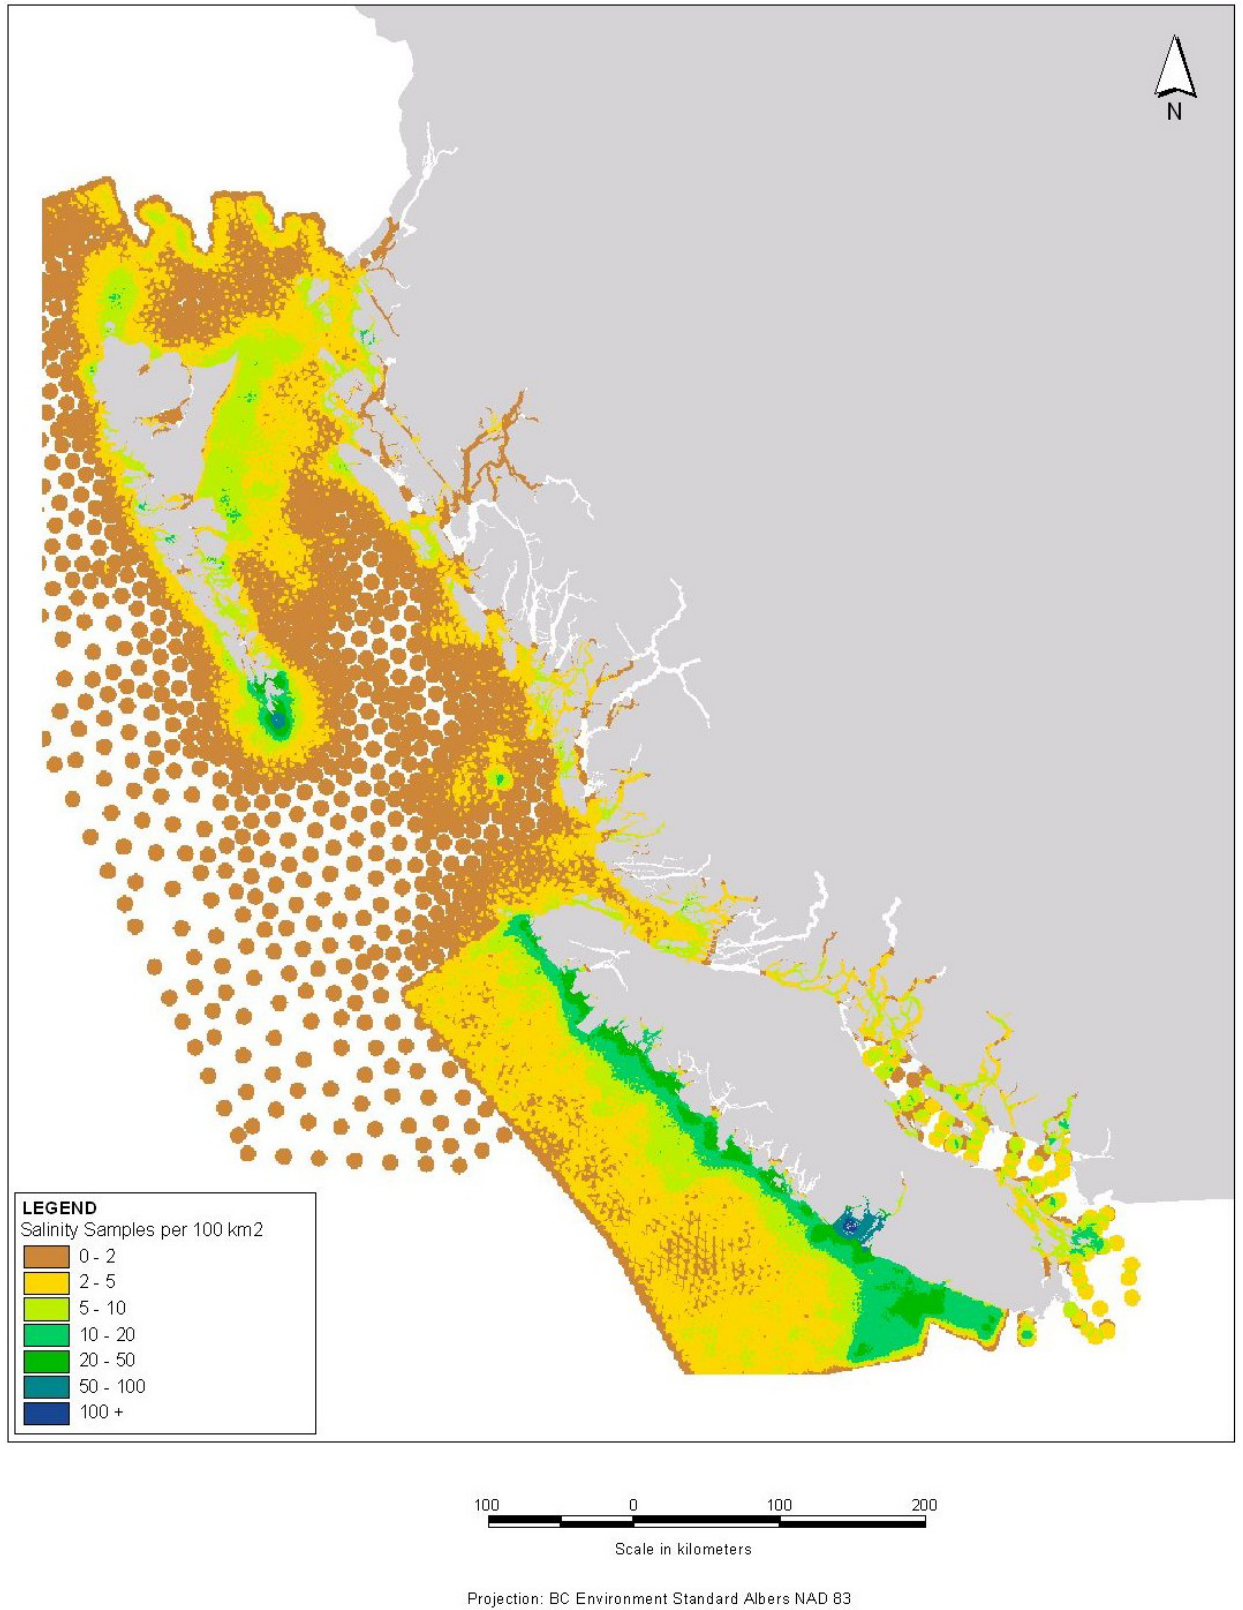 N
LEGEND
Salinity Samples per 100 km2
0 - 2
2 - 5
5 - 10
10 - 20
20 - 50
50 - 100
100 +
100 0 100 200
Scale in kilometers
Projection: BC Environment Standard Albers NAD 83